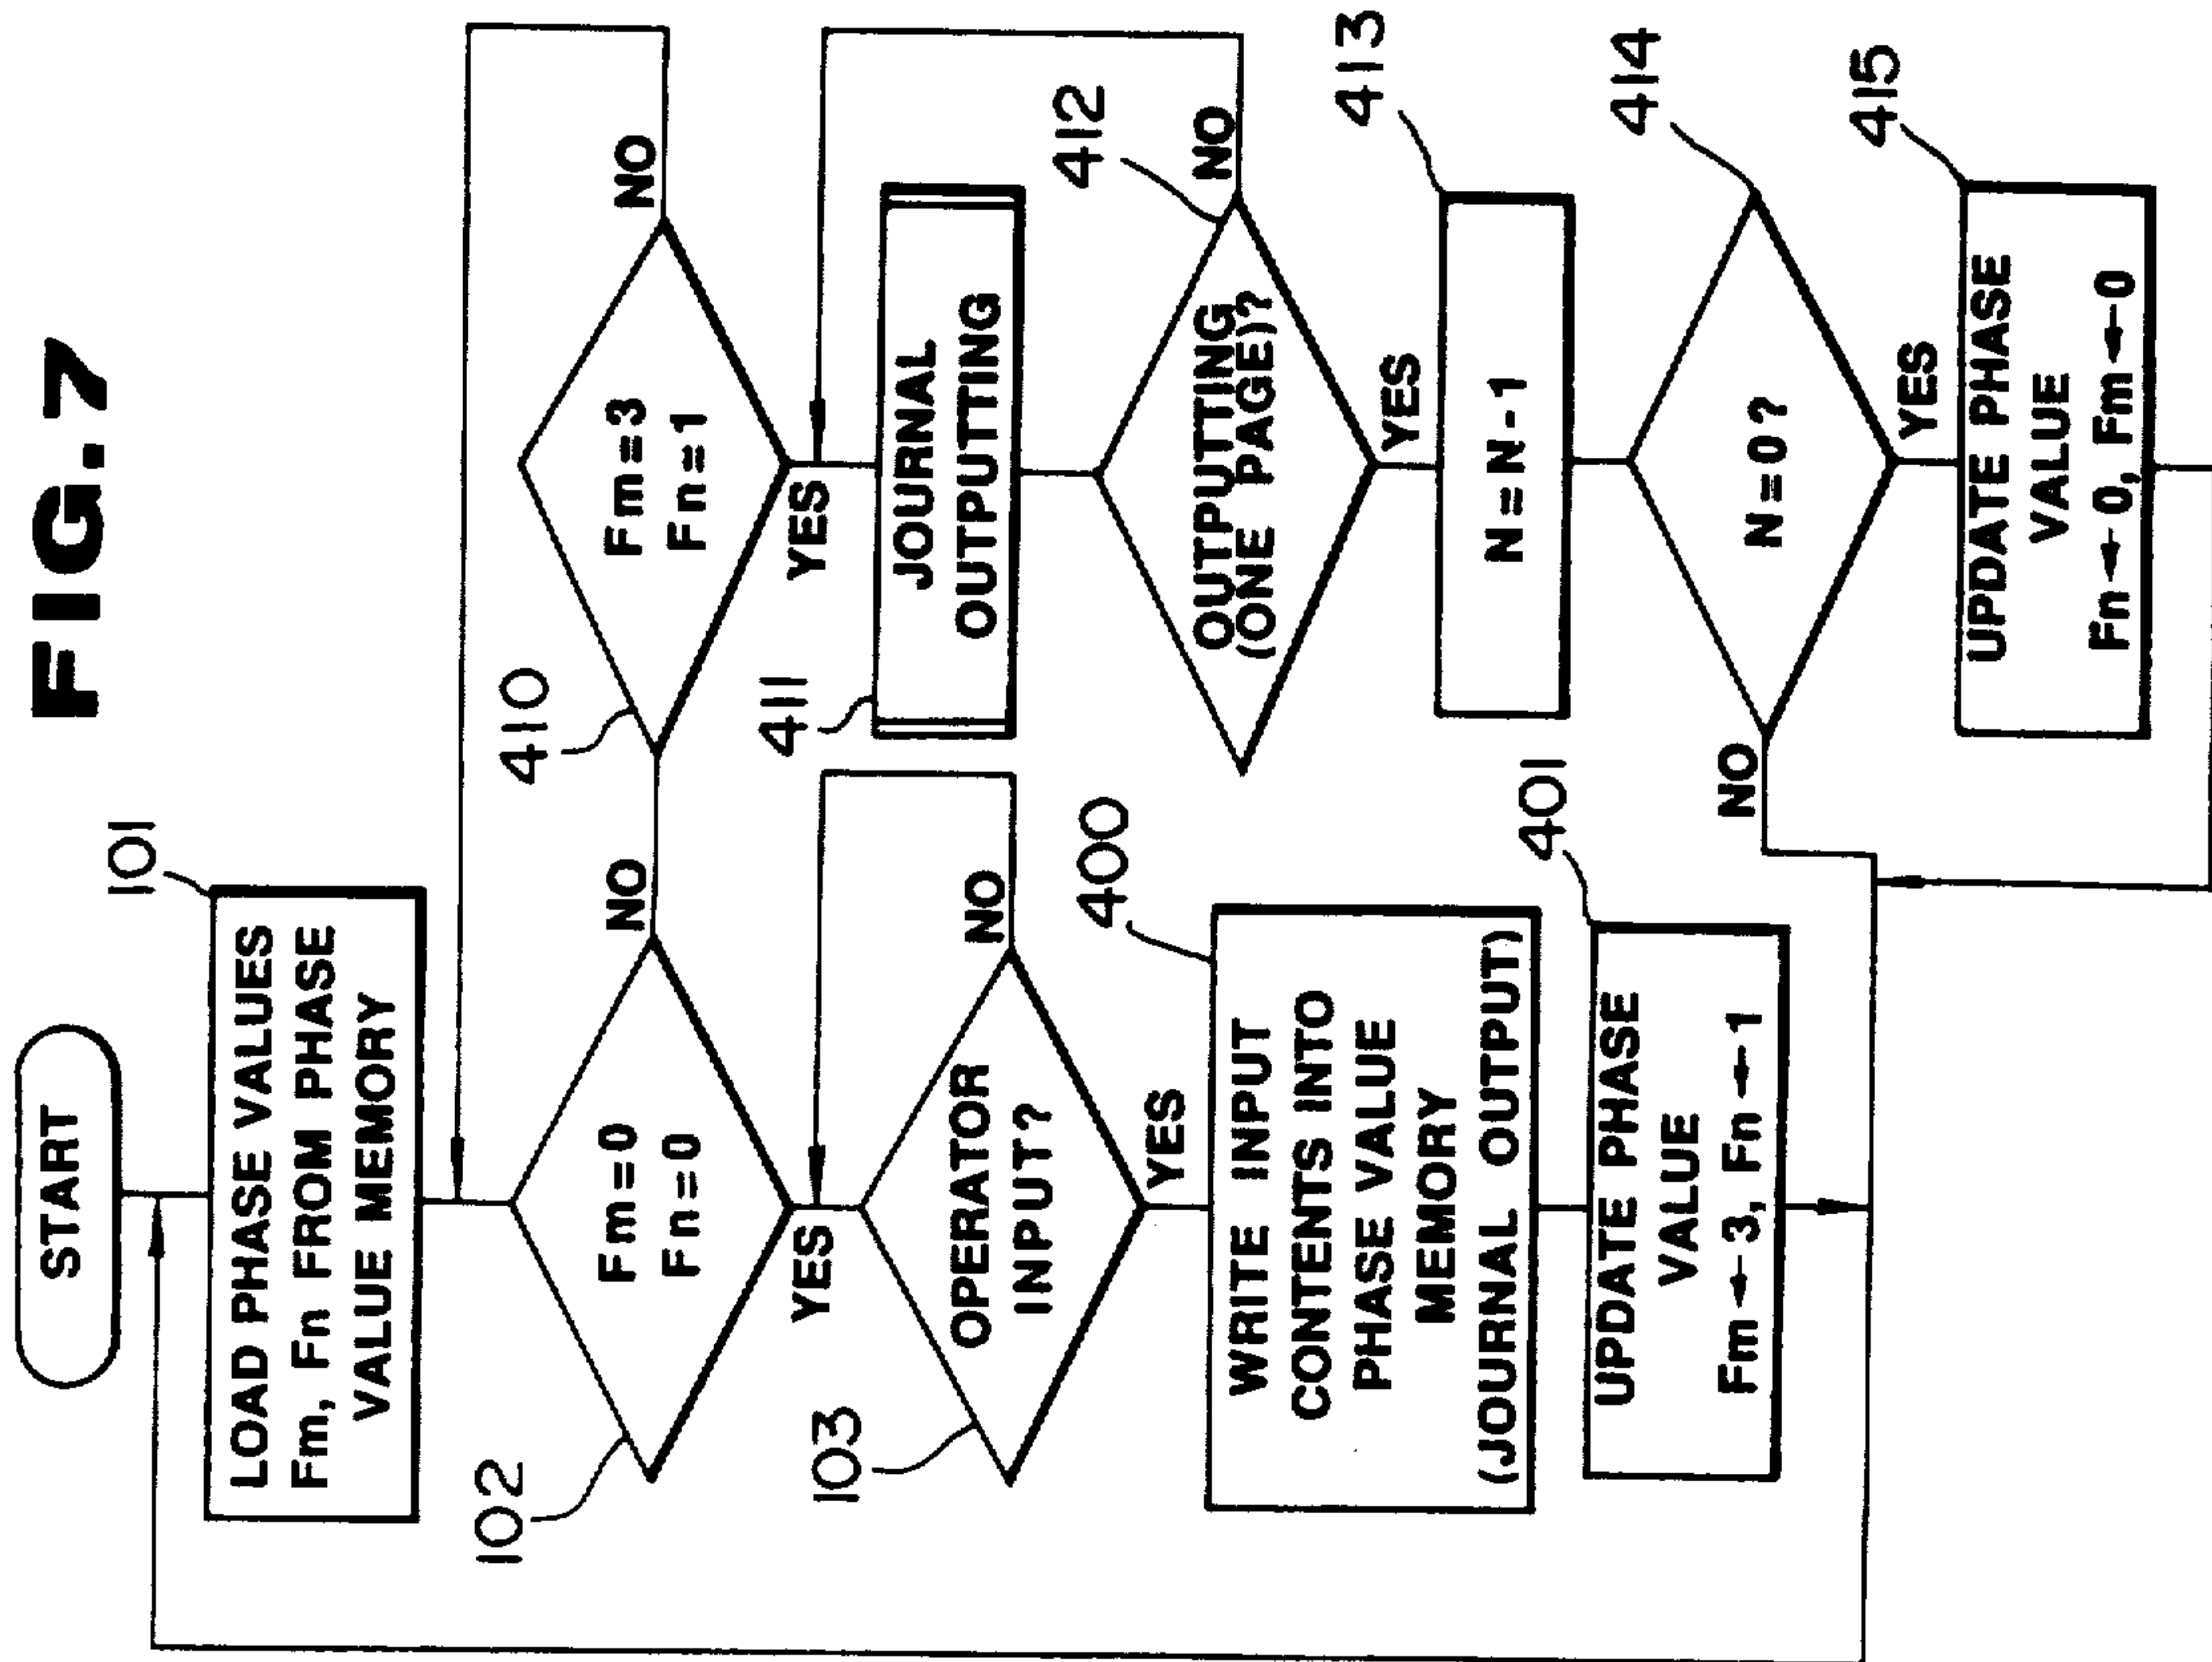 FIG.7
START
101
LOAD PHASE VALUES
Fm, Fn FROM PHASE
VALUE MEMORY
102
Fm=0
Fn=0
NO
YES
103
OPERATOR
INPUT?
NO
YES
400
WRITE INPUT
CONTENTS INTO
PHASE VALUE
MEMORY
(JOURNAL OUTPUT)
401
UPDATE PHASE
VALUE
Fm←3, Fn←1
410
Fm=3
Fn=1
NO
YES
411
JOURNAL
OUTPUTTING
412
OUTPUTTING
(ONE PAGE)?
NO
YES
413
N=N-1
414
N=0?
NO
YES
415
UPDATE PHASE
VALUE
Fn←0, Fm←0